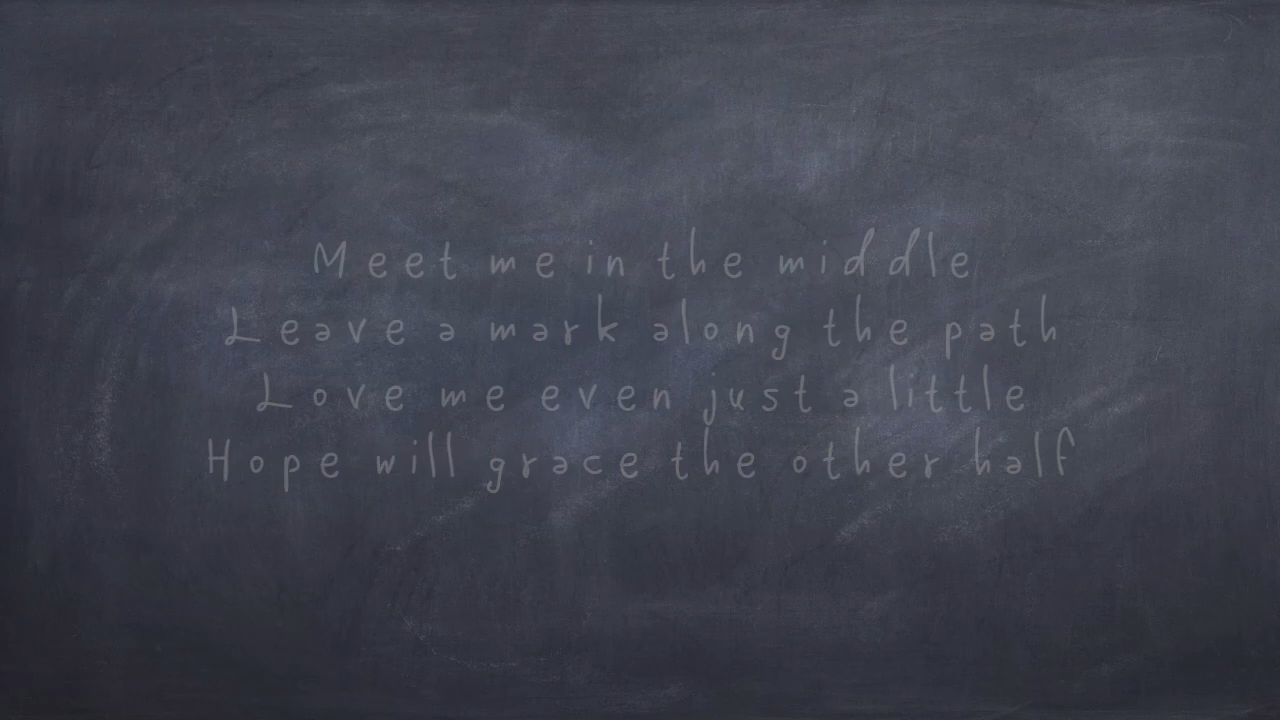 Meet me in the middle
Leave a mark along the path
Love me even just a little
Hope will grace the other half